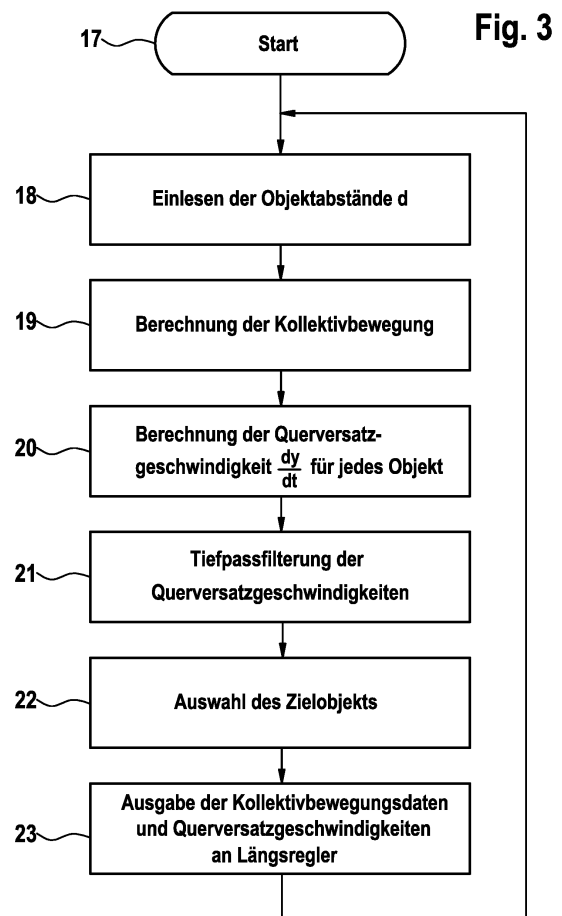 Fig. 3
17
Start
18
Einlesen der Objektabstände d
19
Berechnung der Kollektivbewegung
20
Berechnung der Querversatz-
geschwindigkeit dy/dt für jedes Objekt
21
Tiefpassfilterung der
Querversatzgeschwindigkeiten
22
Auswahl des Zielobjekts
23
Ausgabe der Kollektivbewegungsdaten
und Querversatzgeschwindigkeiten
an Längsregler